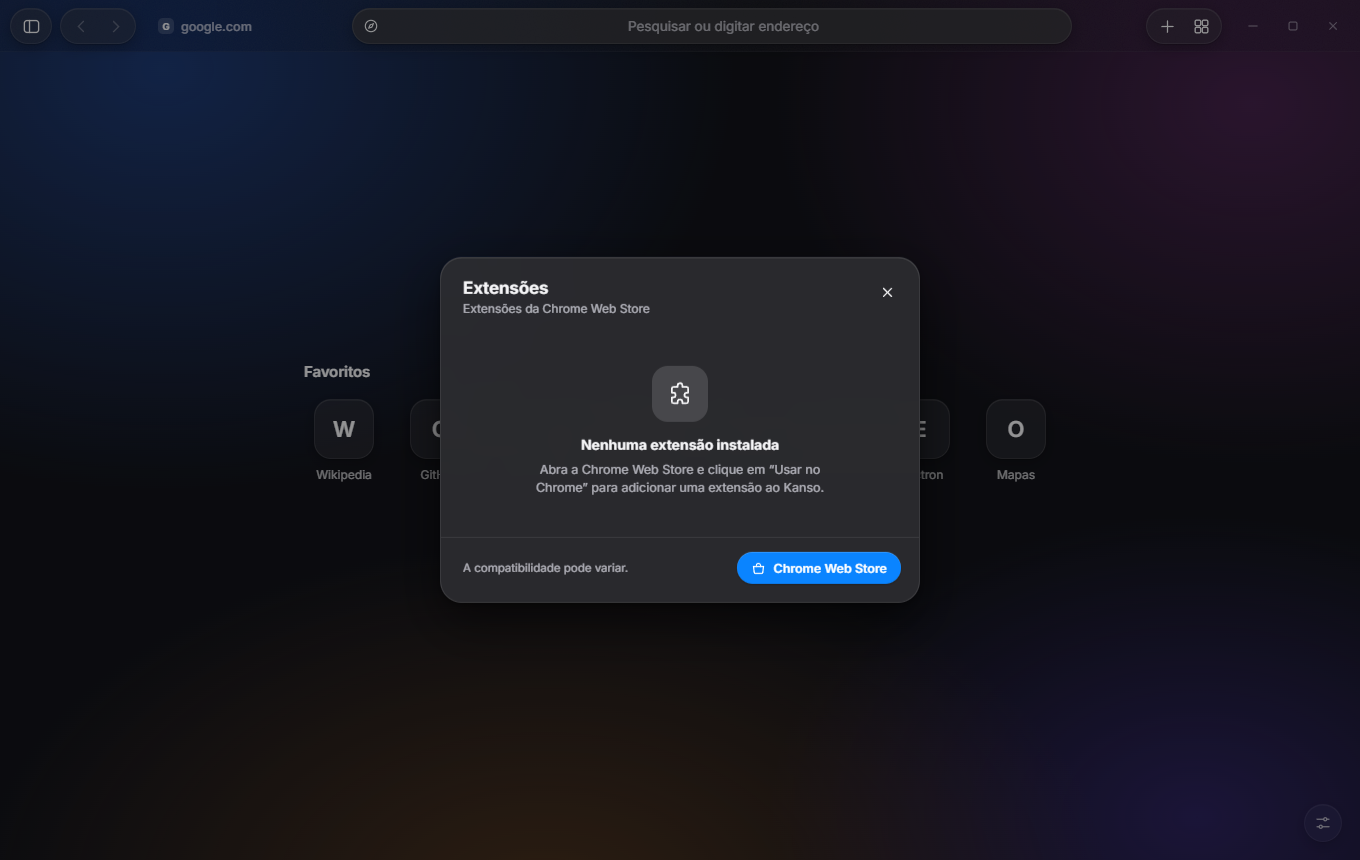 G google.com
Pesquisar ou digitar endereço
Extensões
Extensões da Chrome Web Store
Favoritos
W
O
Nenhuma extensão instalada
Wikipedia
Mapas
Abra a Chrome Web Store e clique em “Usar no
Chrome” para adicionar uma extensão ao Kanso.
A compatibilidade pode variar.
Chrome Web Store